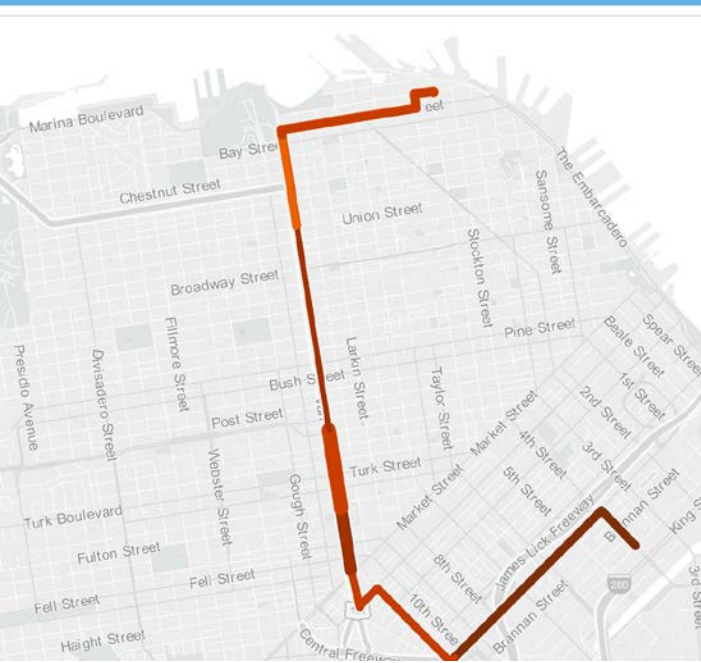 Marina Boulevard
eet
Bay Stree
Chestnut Street
The Embarcadero
Sansome Street
Union Street
Stockton Street
Broadway Street
Spear Street
Beale Street
Pine Street
Fillmore Street
Larkin Street
Presidio Avenue
Divisadero Street
Bush Street
Taylor Street
1st Street
2nd Street
Post Street
Market Street
4th Street
3rd Street
Webster Street
Gough Street
Turk Street
5th Street
Market Street
James Lick Freeway
Brannan Street
King S
Turk Boulevard
Fulton Street
8th Street
Fell Street
Fell Street
280
3rd Street
10th Stree
Brannan Street
Haight Street
Central Freeway